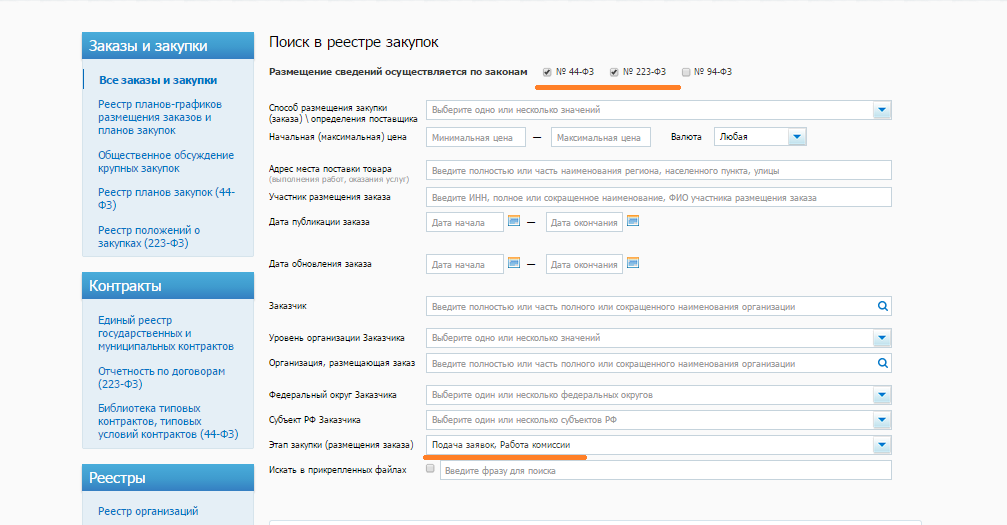 Заказы и закупки
Все заказы и закупки
Реестр планов-графиков
размещения заказов и
планов закупок
Общественное обсуждение
крупных закупок
Реестр планов закупок (44-
ФЗ)
Реестр положений о
закупках (223-ФЗ)
Контракты
Единый реестр
государственных и
муниципальных контрактов
Отчетность по договорам
(223-ФЗ)
Библиотека типовых
контрактов, типовых
условий контрактов (44-ФЗ)
Реестры
Реестр организаций
Поиск в реестре закупок
Размещение сведений осуществляется по законам № 44-ФЗ № 223-ФЗ № 94-ФЗ
Способ размещения закупки
(заказа) \ определения поставщика
Выберите одно или несколько значений
Начальная (максимальная) цена Минимальная цена — Максимальная цена Валюта Любая
Адрес места поставки товара
(выполнения работ, оказания услуг)
Введите полностью или часть наименования региона, населенного пункта, улицы
Участник размещения заказа Введите ИНН, полное или сокращенное наименование, ФИО участника размещения заказа
Дата публикации заказа Дата начала — Дата окончания
Дата обновления заказа Дата начала — Дата окончания
Заказчик Введите полностью или часть полного или сокращенного наименования организации
Уровень организации Заказчика Выберите одно или несколько значений
Организация, размещающая заказ Введите полностью или часть полного или сокращенного наименования организации
Федеральный округ Заказчика Выберите один или несколько федеральных округов
Субъект РФ Заказчика Выберите один или несколько субъектов РФ
Этап закупки (размещения заказа) Подача заявок, Работа комиссии
Искать в прикрепленных файлах Введите фразу для поиска